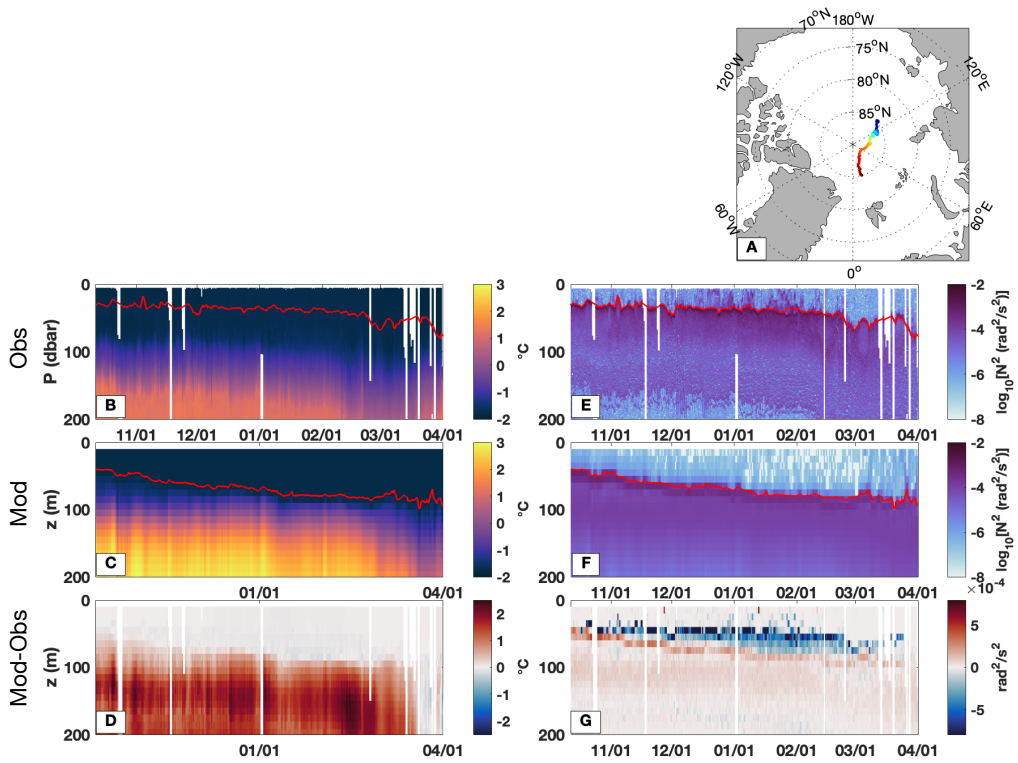 70°N 180°W
75°N
120°W
120°E
80°N
85°N
60°W
60°E
A
0°
Obs
P (dbar)
0
100
200
B
11/01 12/01 01/01 02/01 03/01 04/01
3
2
1
0
-1
-2
°C
0
100
200
E
11/01 12/01 01/01 02/01 03/01 04/01
-2
-4
-6
-8
log10[N2 (rad2/s2)]
Mod
z (m)
0
100
200
C
01/01 04/01
3
2
1
0
-1
-2
°C
0
100
200
F
11/01 12/01 01/01 02/01 03/01 04/01
-2
-4
-6
-8
log10[N2 (rad2/s2)]
Mod-Obs
z (m)
0
100
200
D
01/01 04/01
2
1
0
-1
-2
°C
0
100
200
G
11/01 12/01 01/01 02/01 03/01 04/01
×10-4
5
0
-5
rad2/s2